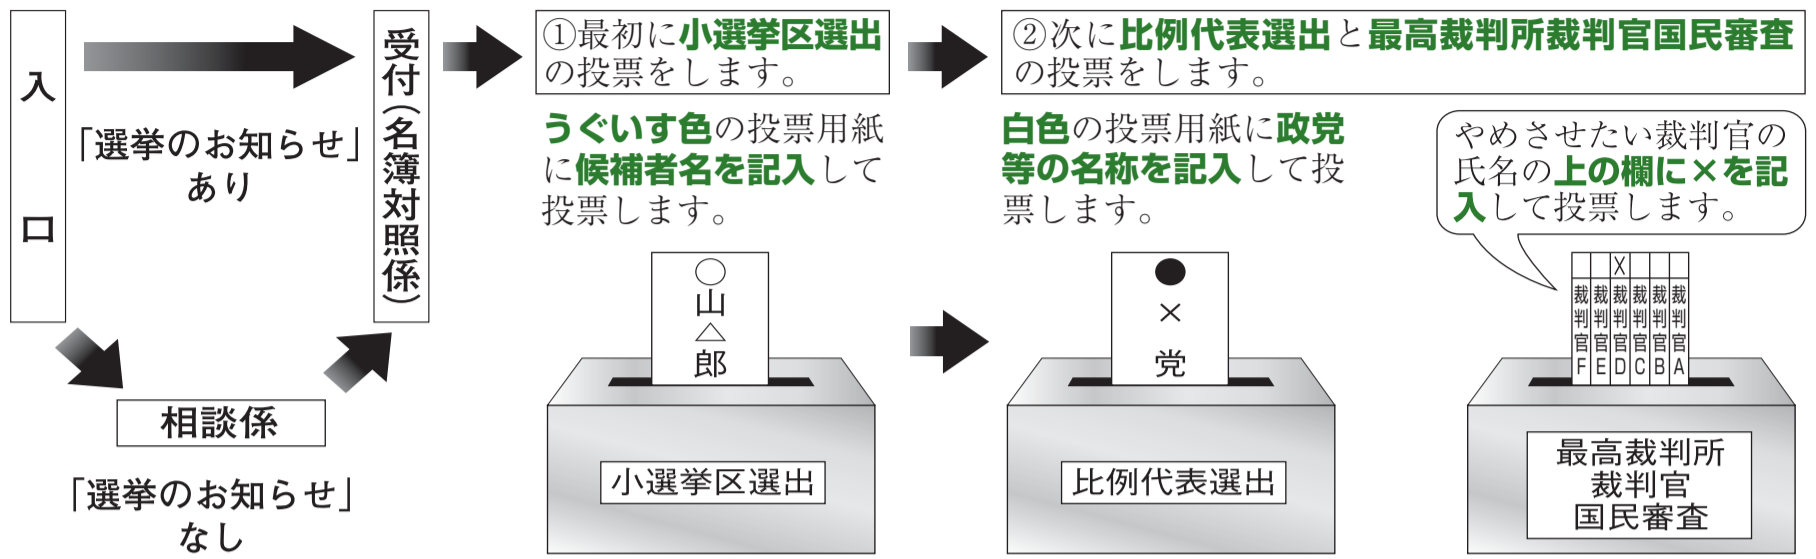 入口
「選挙のお知らせ」
あり
受付(名簿対照係)
相談係
「選挙のお知らせ」
なし
①最初に小選挙区選出
の投票をします。
うぐいす色の投票用紙
に候補者名を記入して
投票します。
○山△郎
小選挙区選出
②次に比例代表選出と最高裁判所裁判官国民審査
の投票をします。
白色の投票用紙に政党
等の名称を記入して投
票します。
●×党
比例代表選出
やめさせたい裁判官の
氏名の上の欄に×を記
入して投票します。
裁判官A
裁判官B
裁判官C
×
裁判官D
裁判官E
裁判官F
最高裁判所
裁判官
国民審査